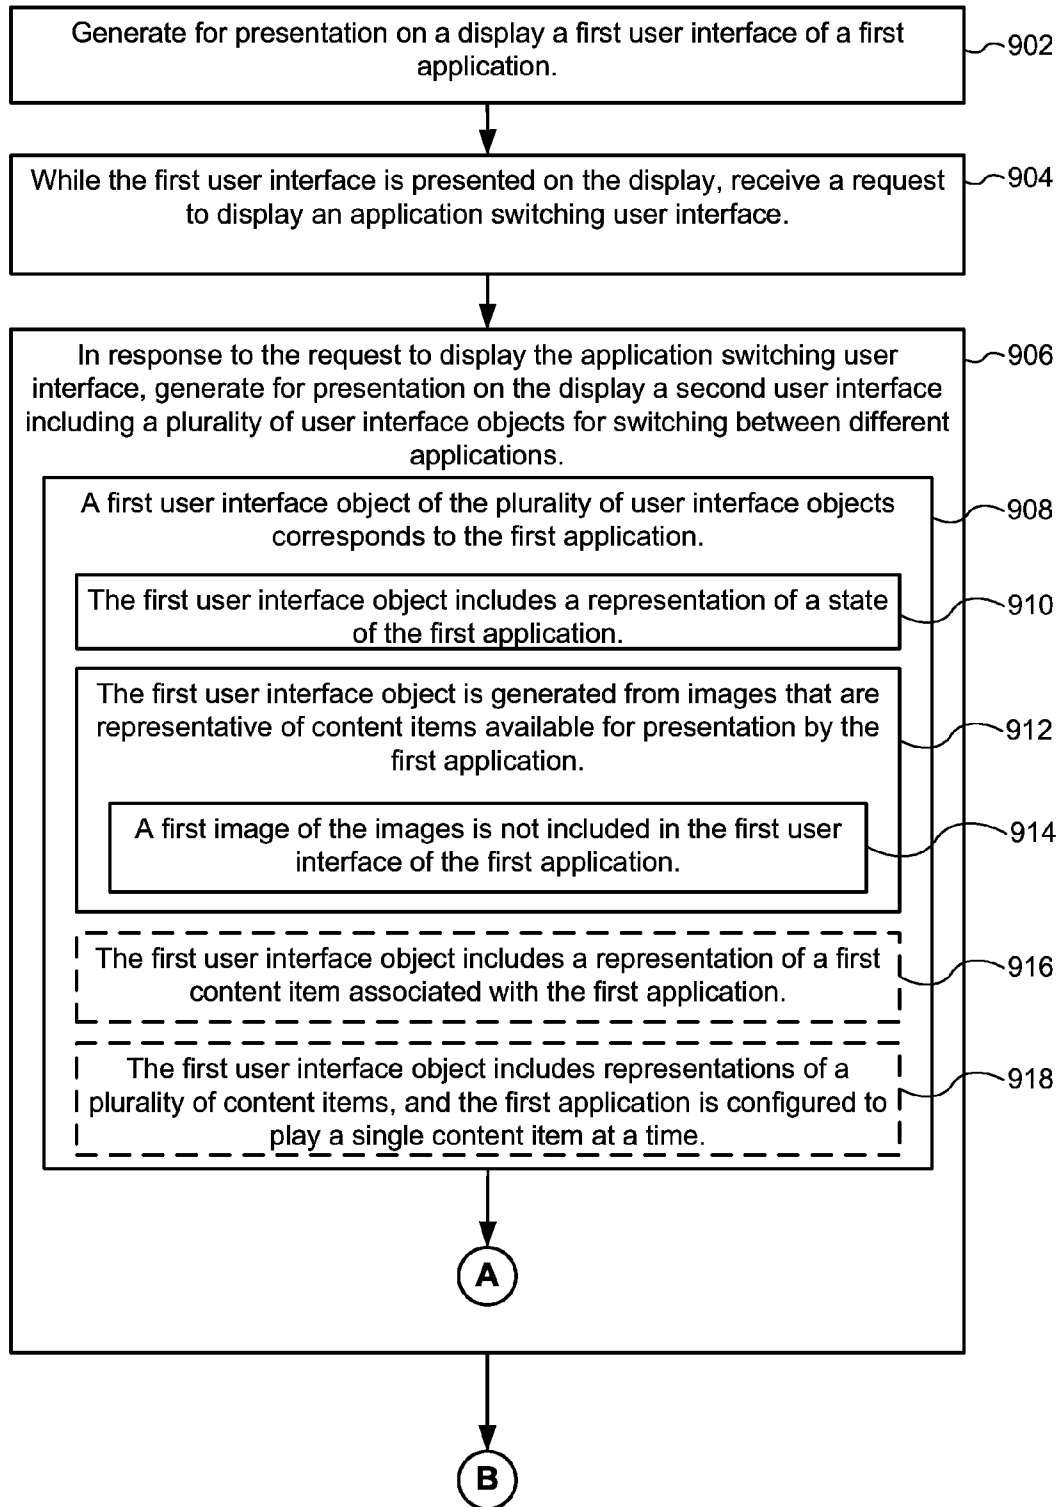 Generate for presentation on a display a first user interface of a first
application.
902
While the first user interface is presented on the display, receive a request
to display an application switching user interface.
904
In response to the request to display the application switching user
interface, generate for presentation on the display a second user interface
including a plurality of user interface objects for switching between different
applications.
906
A first user interface object of the plurality of user interface objects
corresponds to the first application.
908
The first user interface object includes a representation of a state
of the first application.
910
The first user interface object is generated from images that are
representative of content items available for presentation by the
first application.
912
A first image of the images is not included in the first user
interface of the first application.
914
The first user interface object includes a representation of a first
content item associated with the first application.
916
The first user interface object includes representations of a
plurality of content items, and the first application is configured to
play a single content item at a time.
918
A
B